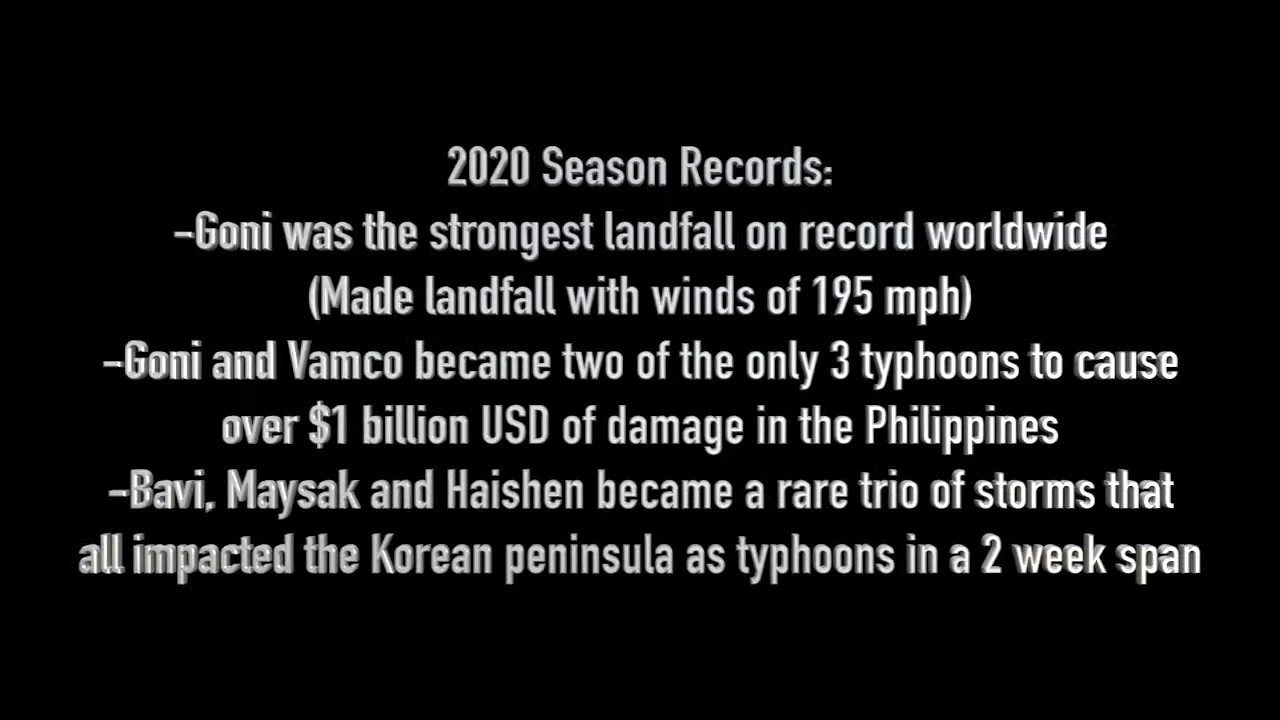 2020 Season Records:
-Goni was the strongest landfall on record worldwide
(Made landfall with winds of 195 mph)
-Goni and Vamco became two of the only 3 typhoons to cause
over $1 billion USD of damage in the Philippines
-Bavi, Maysak and Haishen became a rare trio of storms that
all impacted the Korean peninsula as typhoons in a 2 week span